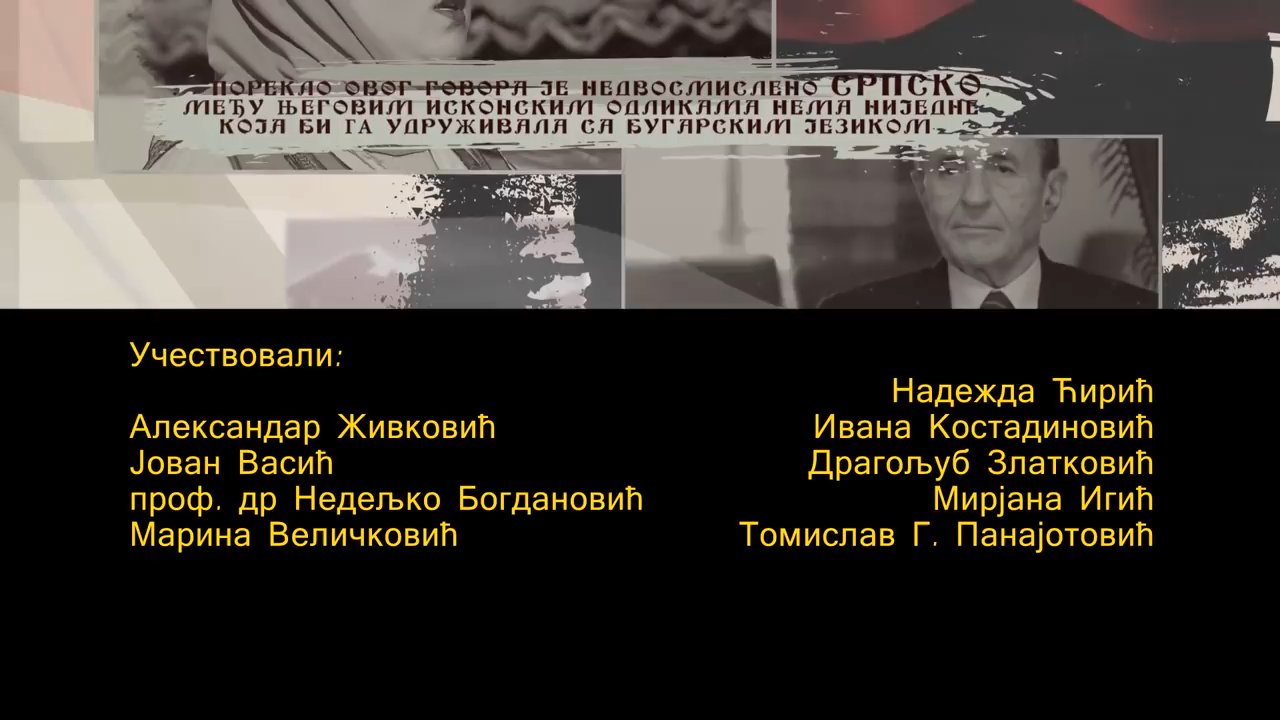 ПОРЕКЛО ОВОГ ГОВОРА ЈЕ НЕДВОСМИСЛЕНО СРПСКО,
МЕЂУ ЊЕГОВИМ ИСКОНСКИМ ОДЛИКАМА НЕМА НИЈЕДНЕ
КОЈА БИ ГА УДРУЖИВАЛА СА БУГАРСКИМ ЈЕЗИКОМ
Учествовали:
Александар Живковић
Јован Васић
проф. др Недељко Богдановић
Марина Величковић
Надежда Ћирић
Ивана Костадиновић
Драгољуб Златковић
Мирјана Игић
Томислав Г. Панајотовић